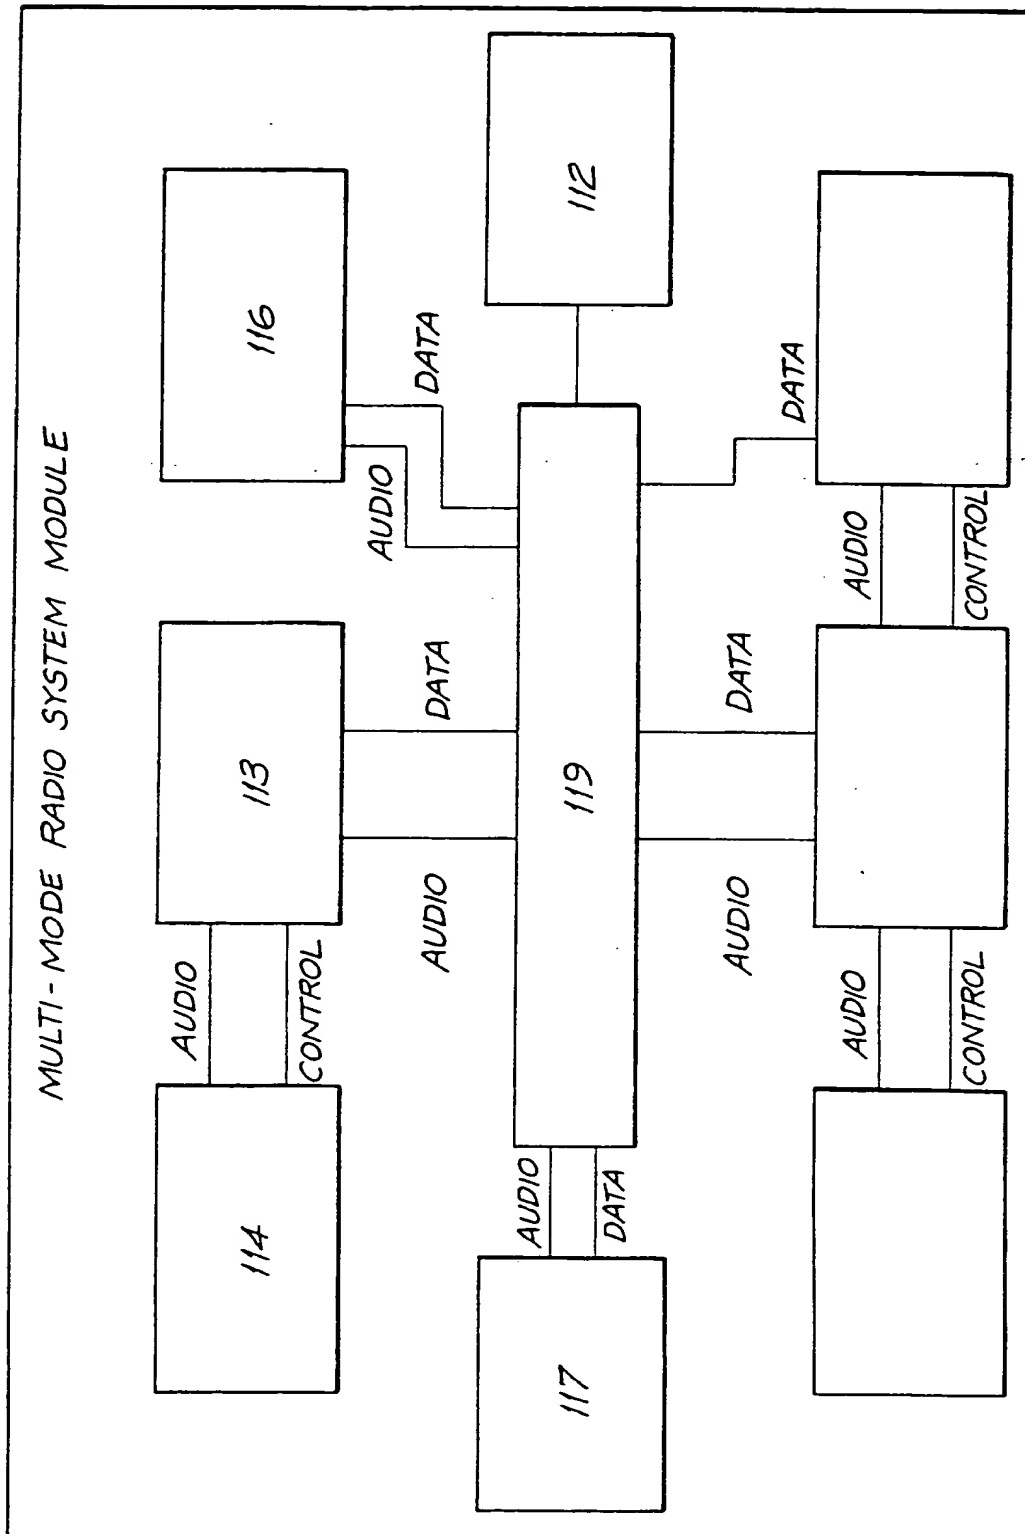 MULTI-MODE RADIO SYSTEM MODULE
AUDIO
114
113
116
CONTROL
AUDIO
AUDIO
DATA
DATA
AUDIO
117
119
112
DATA
AUDIO
DATA
DATA
AUDIO
AUDIO
CONTROL
CONTROL